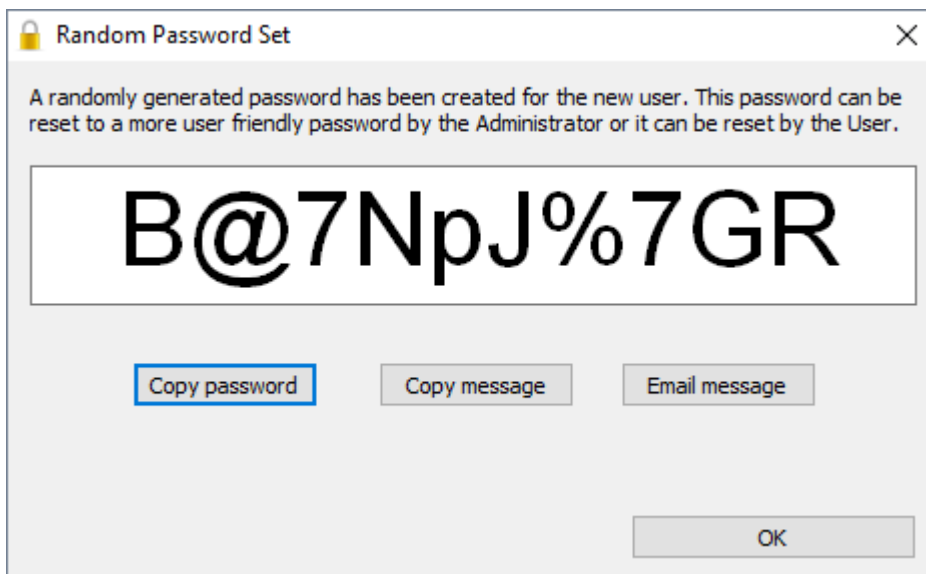 Random Password Set
A randomly generated password has been created for the new user. This password can be
reset to a more user friendly password by the Administrator or it can be reset by the User.
B@7NpJ%7GR
Copy password
Copy message
Email message
OK